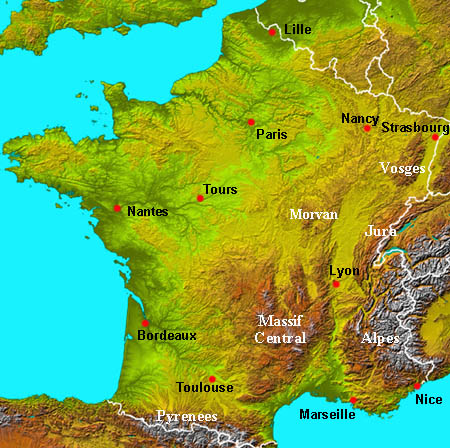 Lille
Paris
Nancy
Strasbourg
Vosges
Tours
Nantes
Morvan
Jura
Lyon
Bordeaux
Massif
Central
Alpes
Toulouse
Nice
Marseille
Pyrenees